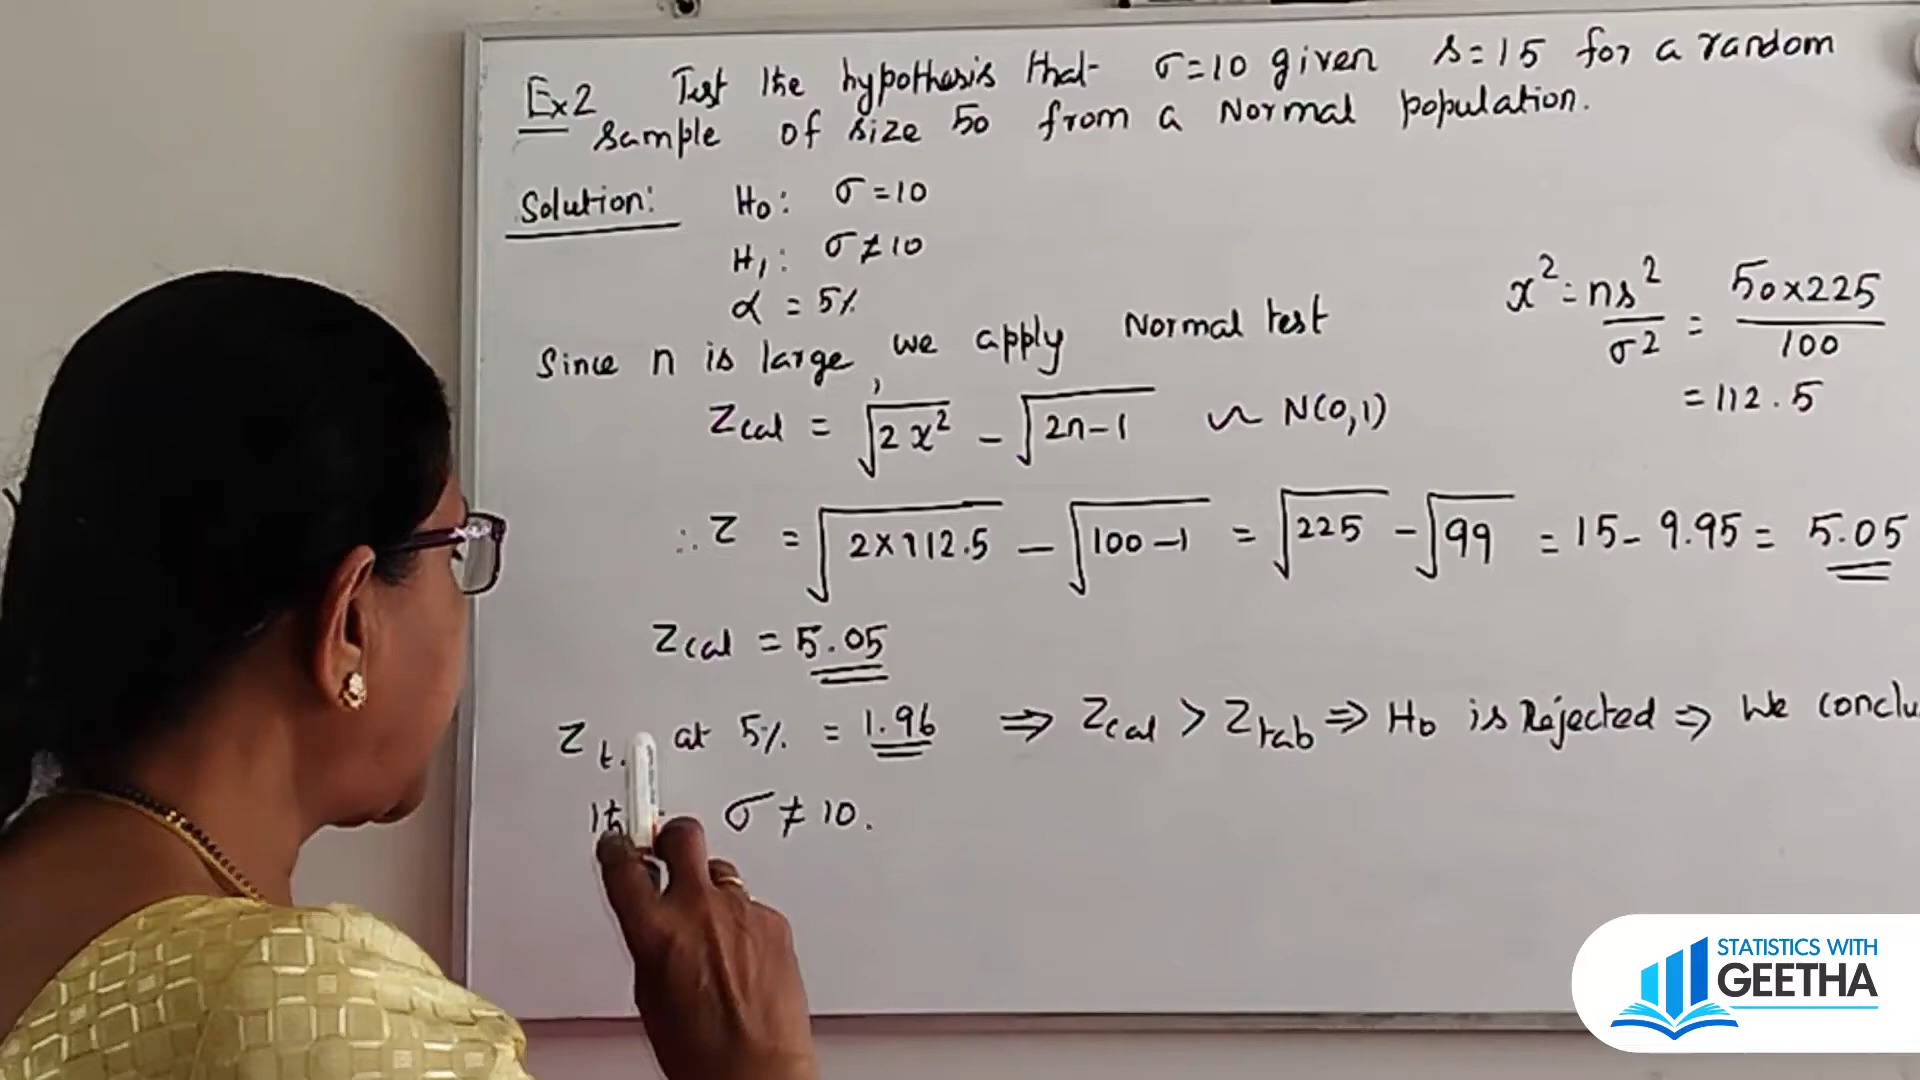 Ex2 Test the hypothesis that σ=10 given s=15 for a random
sample of size 50 from a Normal population.
Solution: H₀: σ=10
H₁: σ≠10
α = 5%
Since n is large, we apply Normal test
x² = ns²/σ² = 50×225/100
= 112.5
Zcal = √(2x²) − √(2n−1) ~ N(0,1)
∴ Z = √(2×112.5) − √(100−1) = √225 − √99 = 15 − 9.95 = 5.05
Zcal = 5.05
Z at 5% = 1.96 ⇒ Zcal > Ztab ⇒ H₀ is Rejected ⇒ We conclu
σ ≠ 10.
STATISTICS WITH
GEETHA